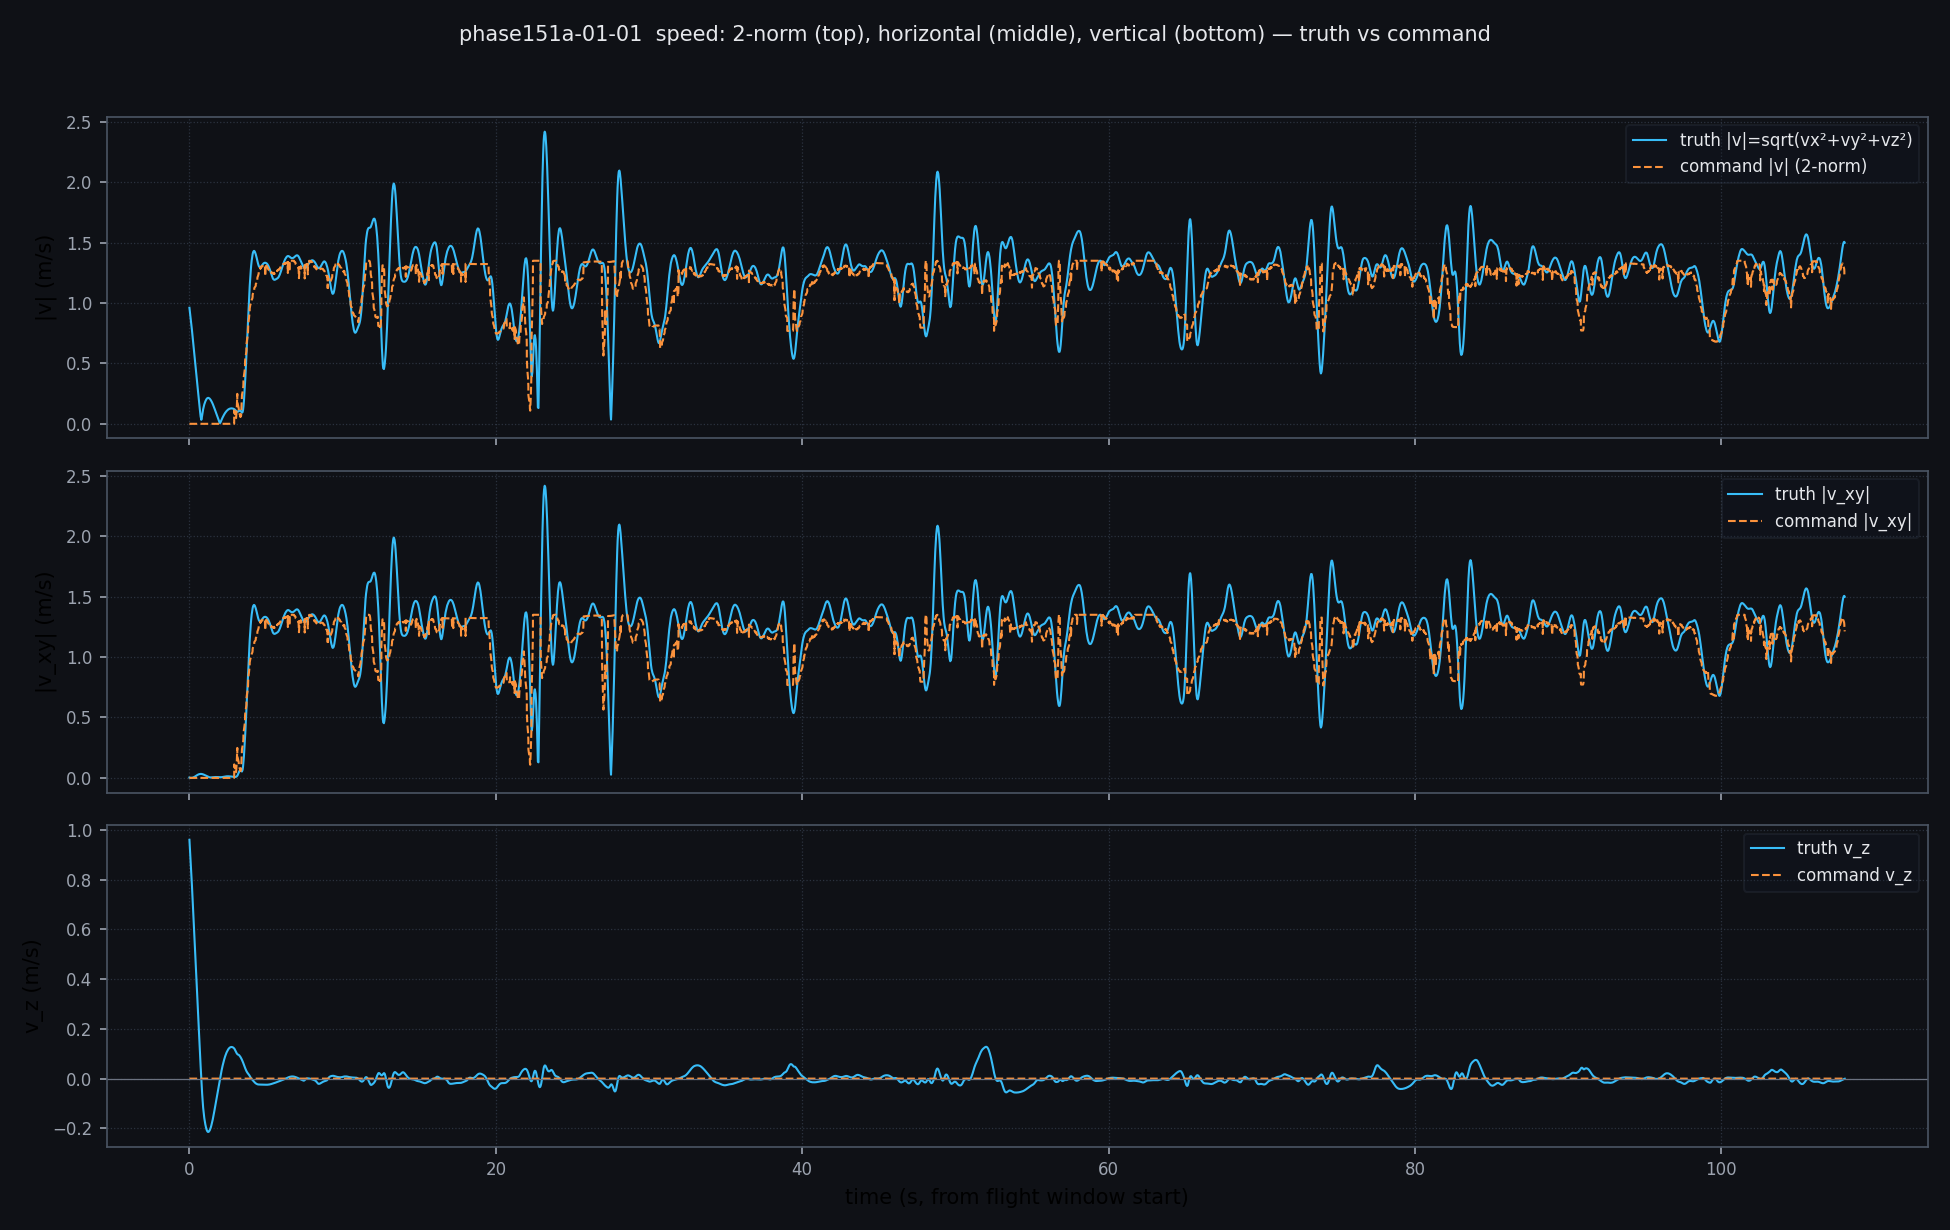 phase151a-01-01  speed: 2-norm (top), horizontal (middle), vertical (bottom) — truth vs command
|v| (m/s)
2.5
2.0
1.5
1.0
0.5
0.0
truth |v|=sqrt(vx²+vy²+vz²)
command |v| (2-norm)
|v_xy| (m/s)
2.5
2.0
1.5
1.0
0.5
0.0
truth |v_xy|
command |v_xy|
v_z (m/s)
1.0
0.8
0.6
0.4
0.2
0.0
−0.2
truth v_z
command v_z
0 20 40 60 80 100
time (s, from flight window start)